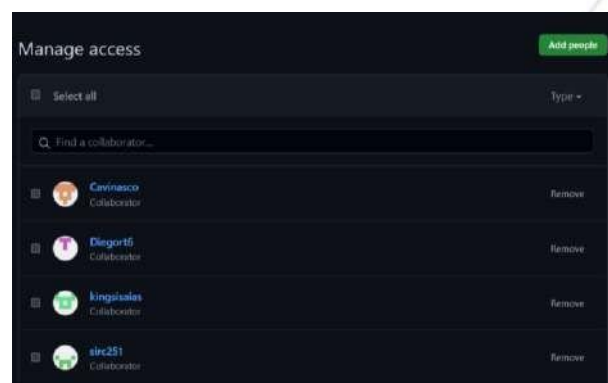 Manage access
Add people
Select all
Type
Find a collaborator...
Cavinasco
Collaborator
Remove
Diegort6
Collaborator
Remove
kingsisaias
Collaborator
Remove
sirc251
Collaborator
Remove